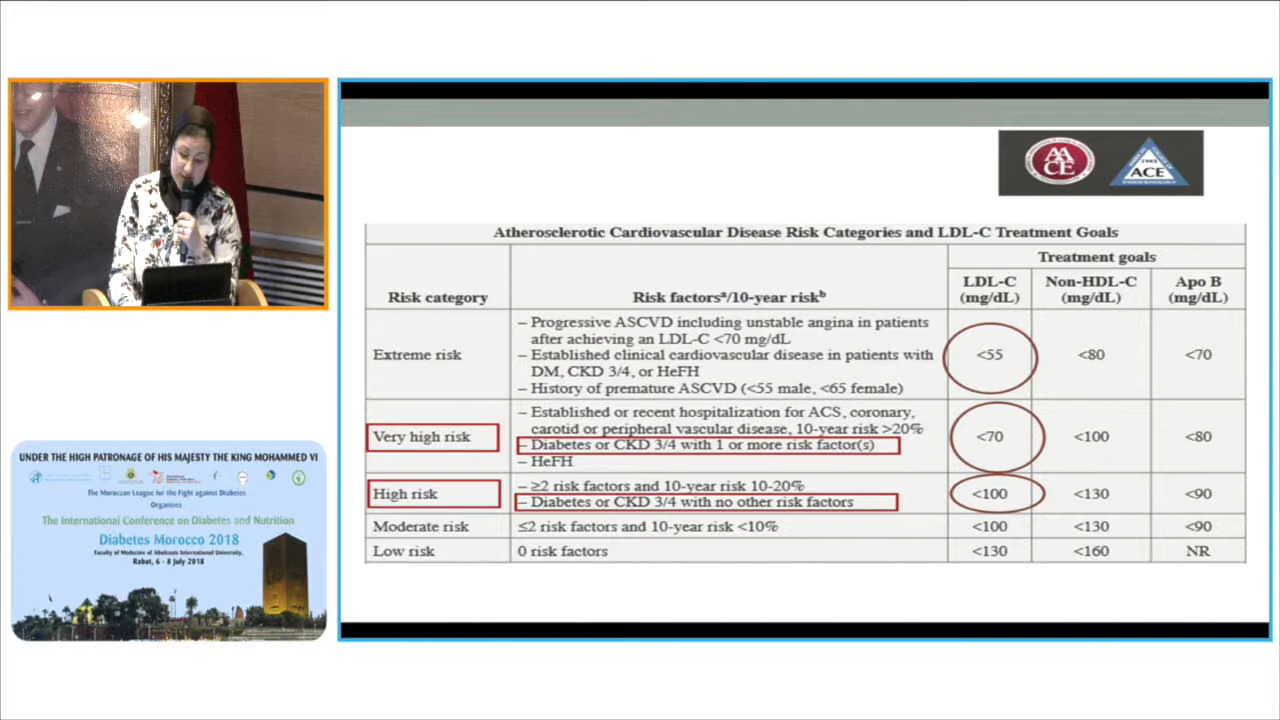 AACE
1993
ACE
Atherosclerotic Cardiovascular Disease Risk Categories and LDL-C Treatment Goals
Treatment goals
Risk category
Risk factorsᵃ/10-year riskᵇ
LDL-C (mg/dL)
Non-HDL-C (mg/dL)
Apo B (mg/dL)
Extreme risk
– Progressive ASCVD including unstable angina in patients
after achieving an LDL-C <70 mg/dL
– Established clinical cardiovascular disease in patients with
DM, CKD 3/4, or HeFH
– History of premature ASCVD (<55 male, <65 female)
<55
<80
<70
Very high risk
– Established or recent hospitalization for ACS, coronary,
carotid or peripheral vascular disease, 10-year risk >20%
– Diabetes or CKD 3/4 with 1 or more risk factor(s)
– HeFH
<70
<100
<80
High risk
– ≥2 risk factors and 10-year risk 10-20%
– Diabetes or CKD 3/4 with no other risk factors
<100
<130
<90
Moderate risk
≤2 risk factors and 10-year risk <10%
<100
<130
<90
Low risk
0 risk factors
<130
<160
NR
UNDER THE HIGH PATRONAGE OF HIS MAJESTY THE KING MOHAMMED VI
The Moroccan League for the Fight against Diabetes
Organizes
The International Conference on Diabetes and Nutrition
Diabetes Morocco 2018
Faculty of Medicine of Abulcasis International University,
Rabat, 6 - 8 July 2018